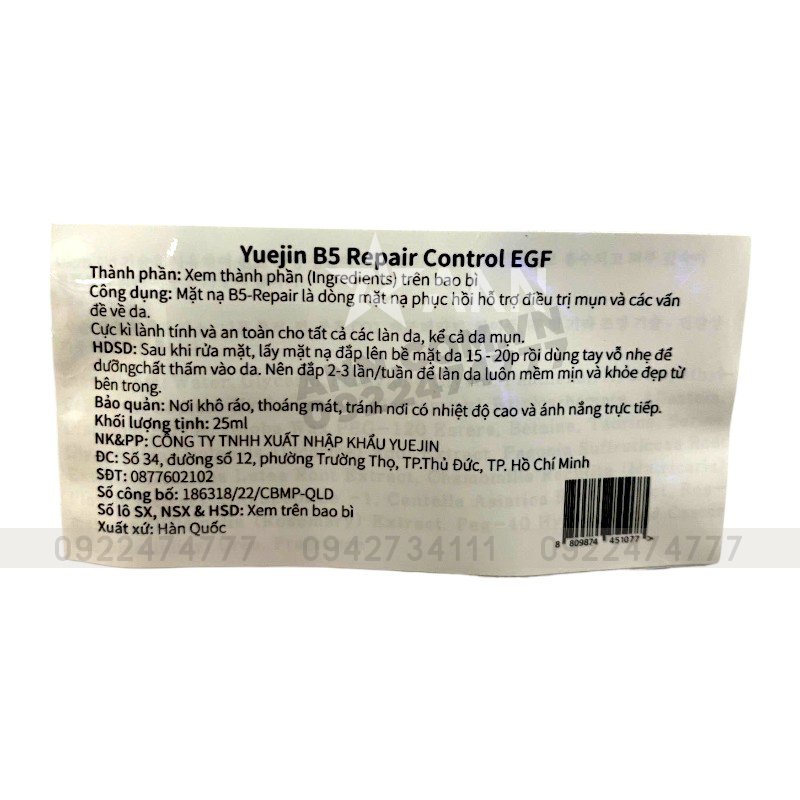 Yuejin B5 Repair Control EGF
Thành phần: Xem thành phần (Ingredients) trên bao bì
Công dụng: Mặt nạ B5-Repair là dòng mặt nạ phục hồi hỗ trợ điều trị mụn và các vấn
đề về da.
Cực kì lành tính và an toàn cho tất cả các làn da, kể cả da mụn.
HDSD: Sau khi rửa mặt, lấy mặt nạ đắp lên bề mặt da 15 - 20p rồi dùng tay vỗ nhẹ để
dưỡngchất thấm vào da. Nên đắp 2-3 lần/tuần để làn da luôn mềm mịn và khỏe đẹp từ
bên trong.
Bảo quản: Nơi khô ráo, thoáng mát, tránh nơi có nhiệt độ cao và ánh nắng trực tiếp.
Khối lượng tịnh: 25ml
NK&PP: CÔNG TY TNHH XUẤT NHẬP KHẨU YUEJIN
ĐC: Số 34, đường số 12, phường Trường Thọ, TP.Thủ Đức, TP. Hồ Chí Minh
SĐT: 0877602102
Số công bố: 186318/22/CBMP-QLD
Số lô SX, NSX & HSD: Xem trên bao bì
Xuất xứ: Hàn Quốc
8 809874 451077 >
0922474777 0942734111 0922474777